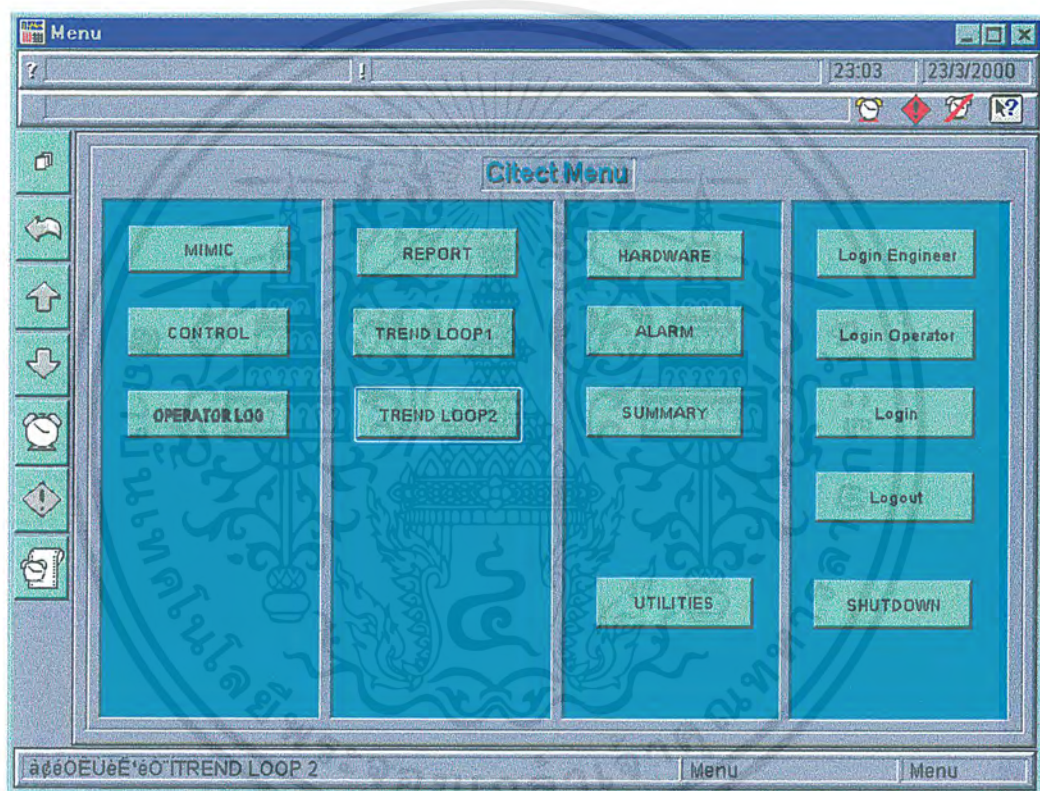 Menu
? ! 23:03 23/3/2000
?
Citect Menu
MIMIC REPORT HARDWARE Login Engineer
CONTROL TREND LOOP1 ALARM Login Operator
OPERATOR LOG TREND LOOP2 SUMMARY Login
Logout
UTILITIES SHUTDOWN
TREND LOOP 2 Menu Menu